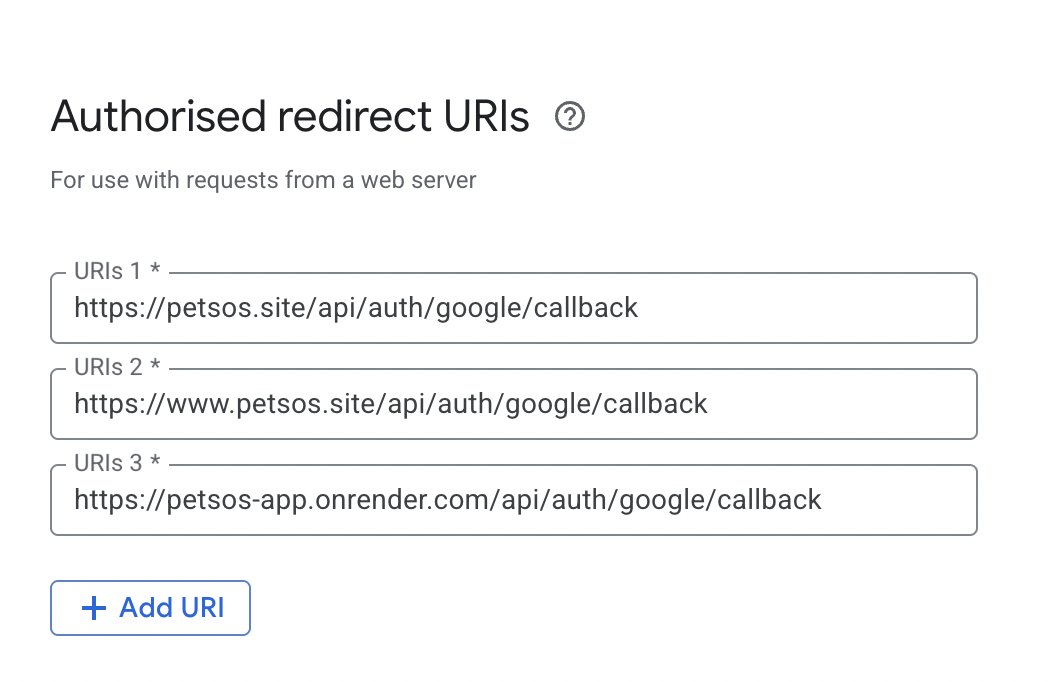 Authorised redirect URIs
For use with requests from a web server
URIs 1 *
https://petsos.site/api/auth/google/callback
URIs 2 *
https://www.petsos.site/api/auth/google/callback
URIs 3 *
https://petsos-app.onrender.com/api/auth/google/callback
+ Add URI